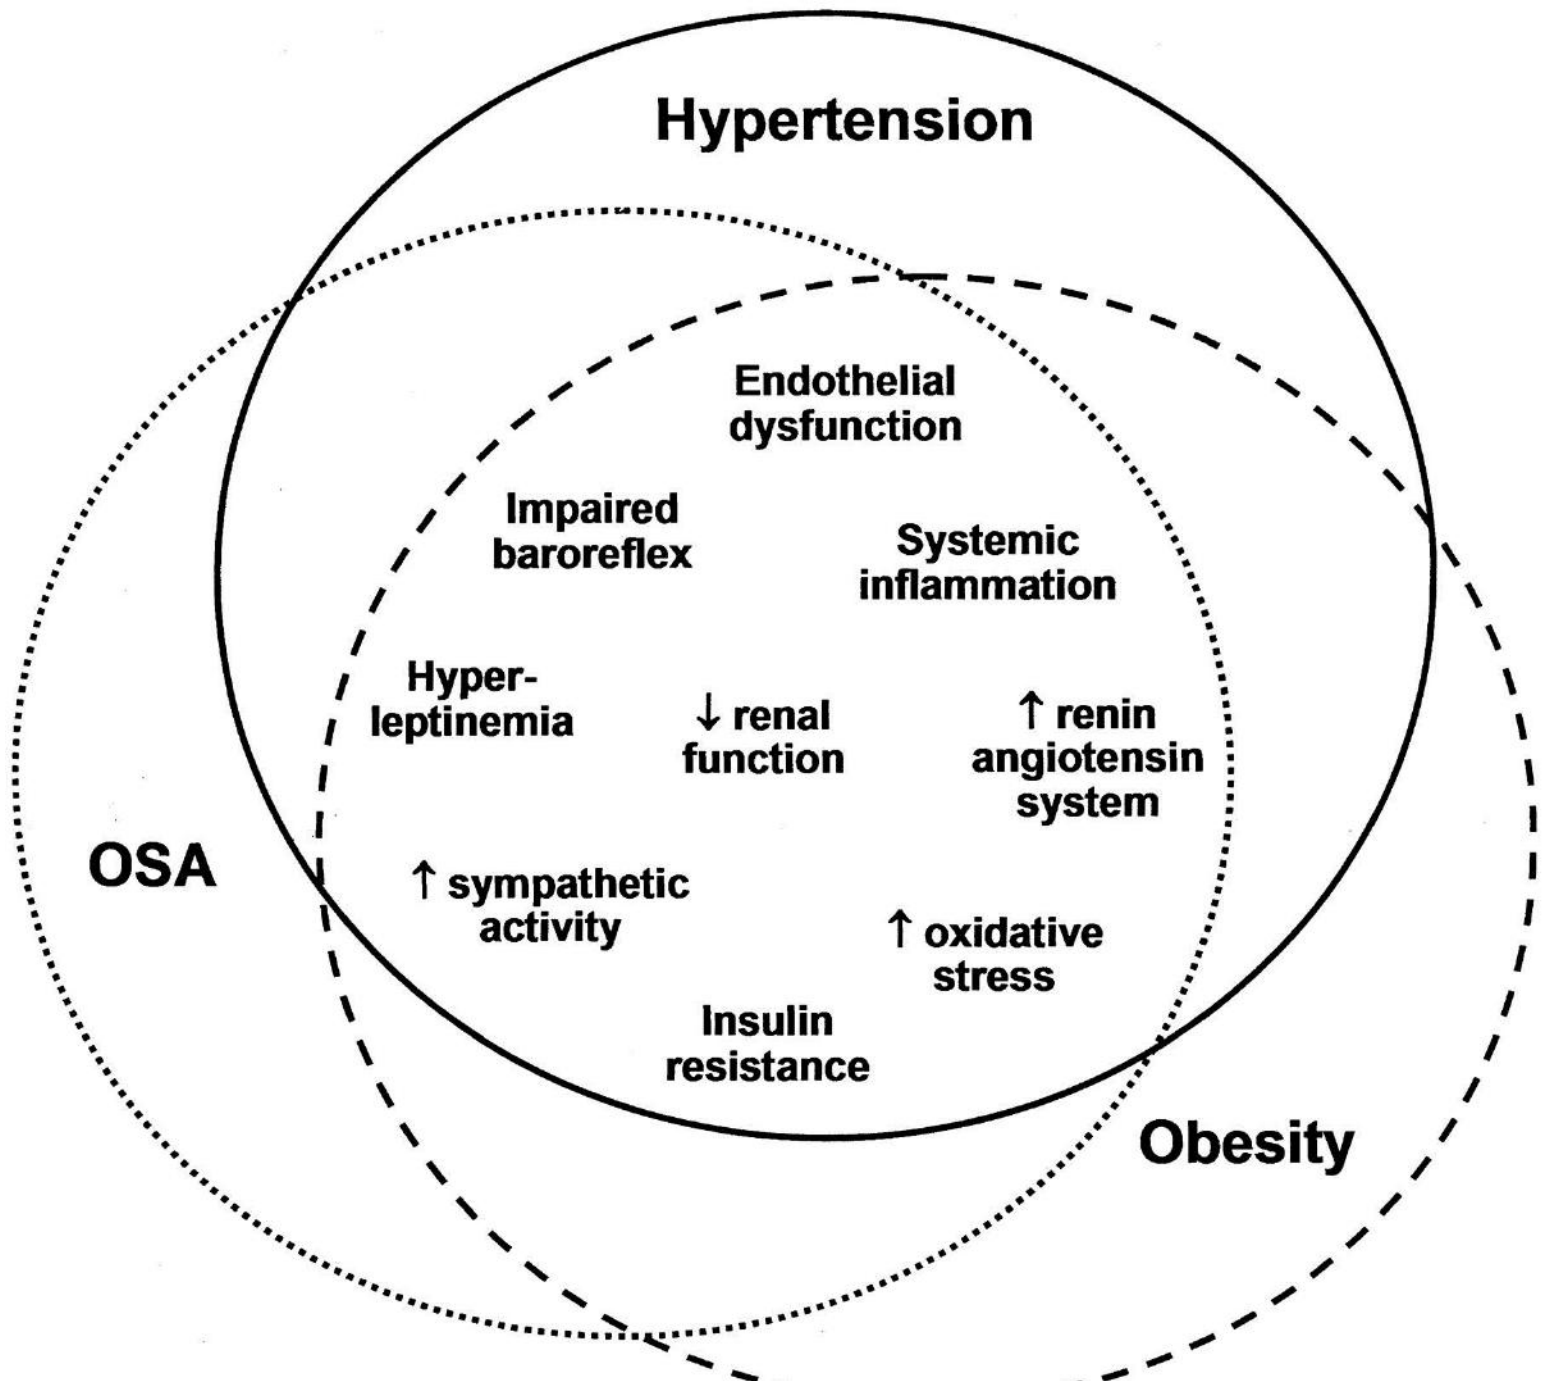 Hypertension
Endothelial
dysfunction
Impaired
baroreflex
Systemic
inflammation
Hyper-
leptinemia
↓ renal
function
↑ renin
angiotensin
system
OSA
↑ sympathetic
activity
↑ oxidative
stress
Insulin
resistance
Obesity